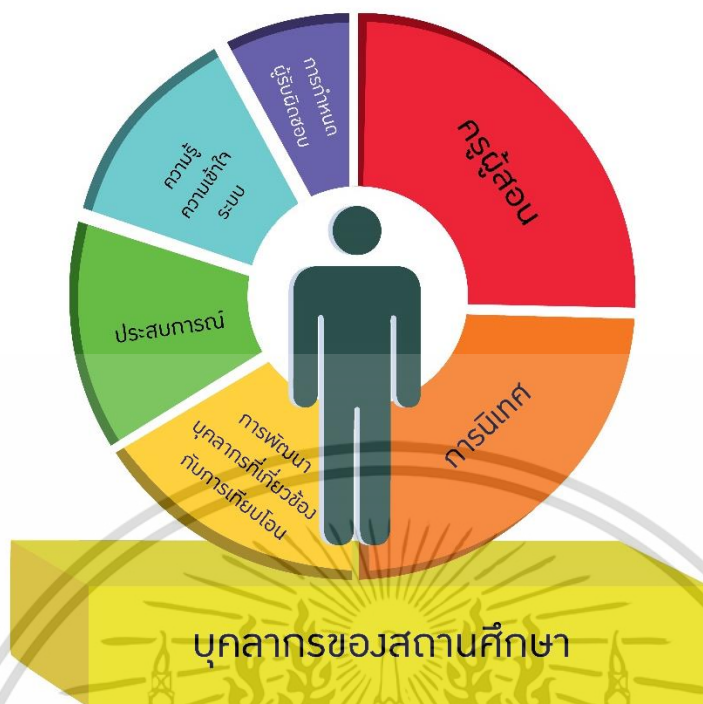 การกำหนด
ผู้รับผิดชอบ
ครูผู้สอน
ความรู้
ความเข้าใจ
ระบบ
ประสบการณ์
การนิเทศ
การพัฒนา
บุคลากรที่เกี่ยวข้อง
กับการเทียบโอน
บุคลากรของสถานศึกษา